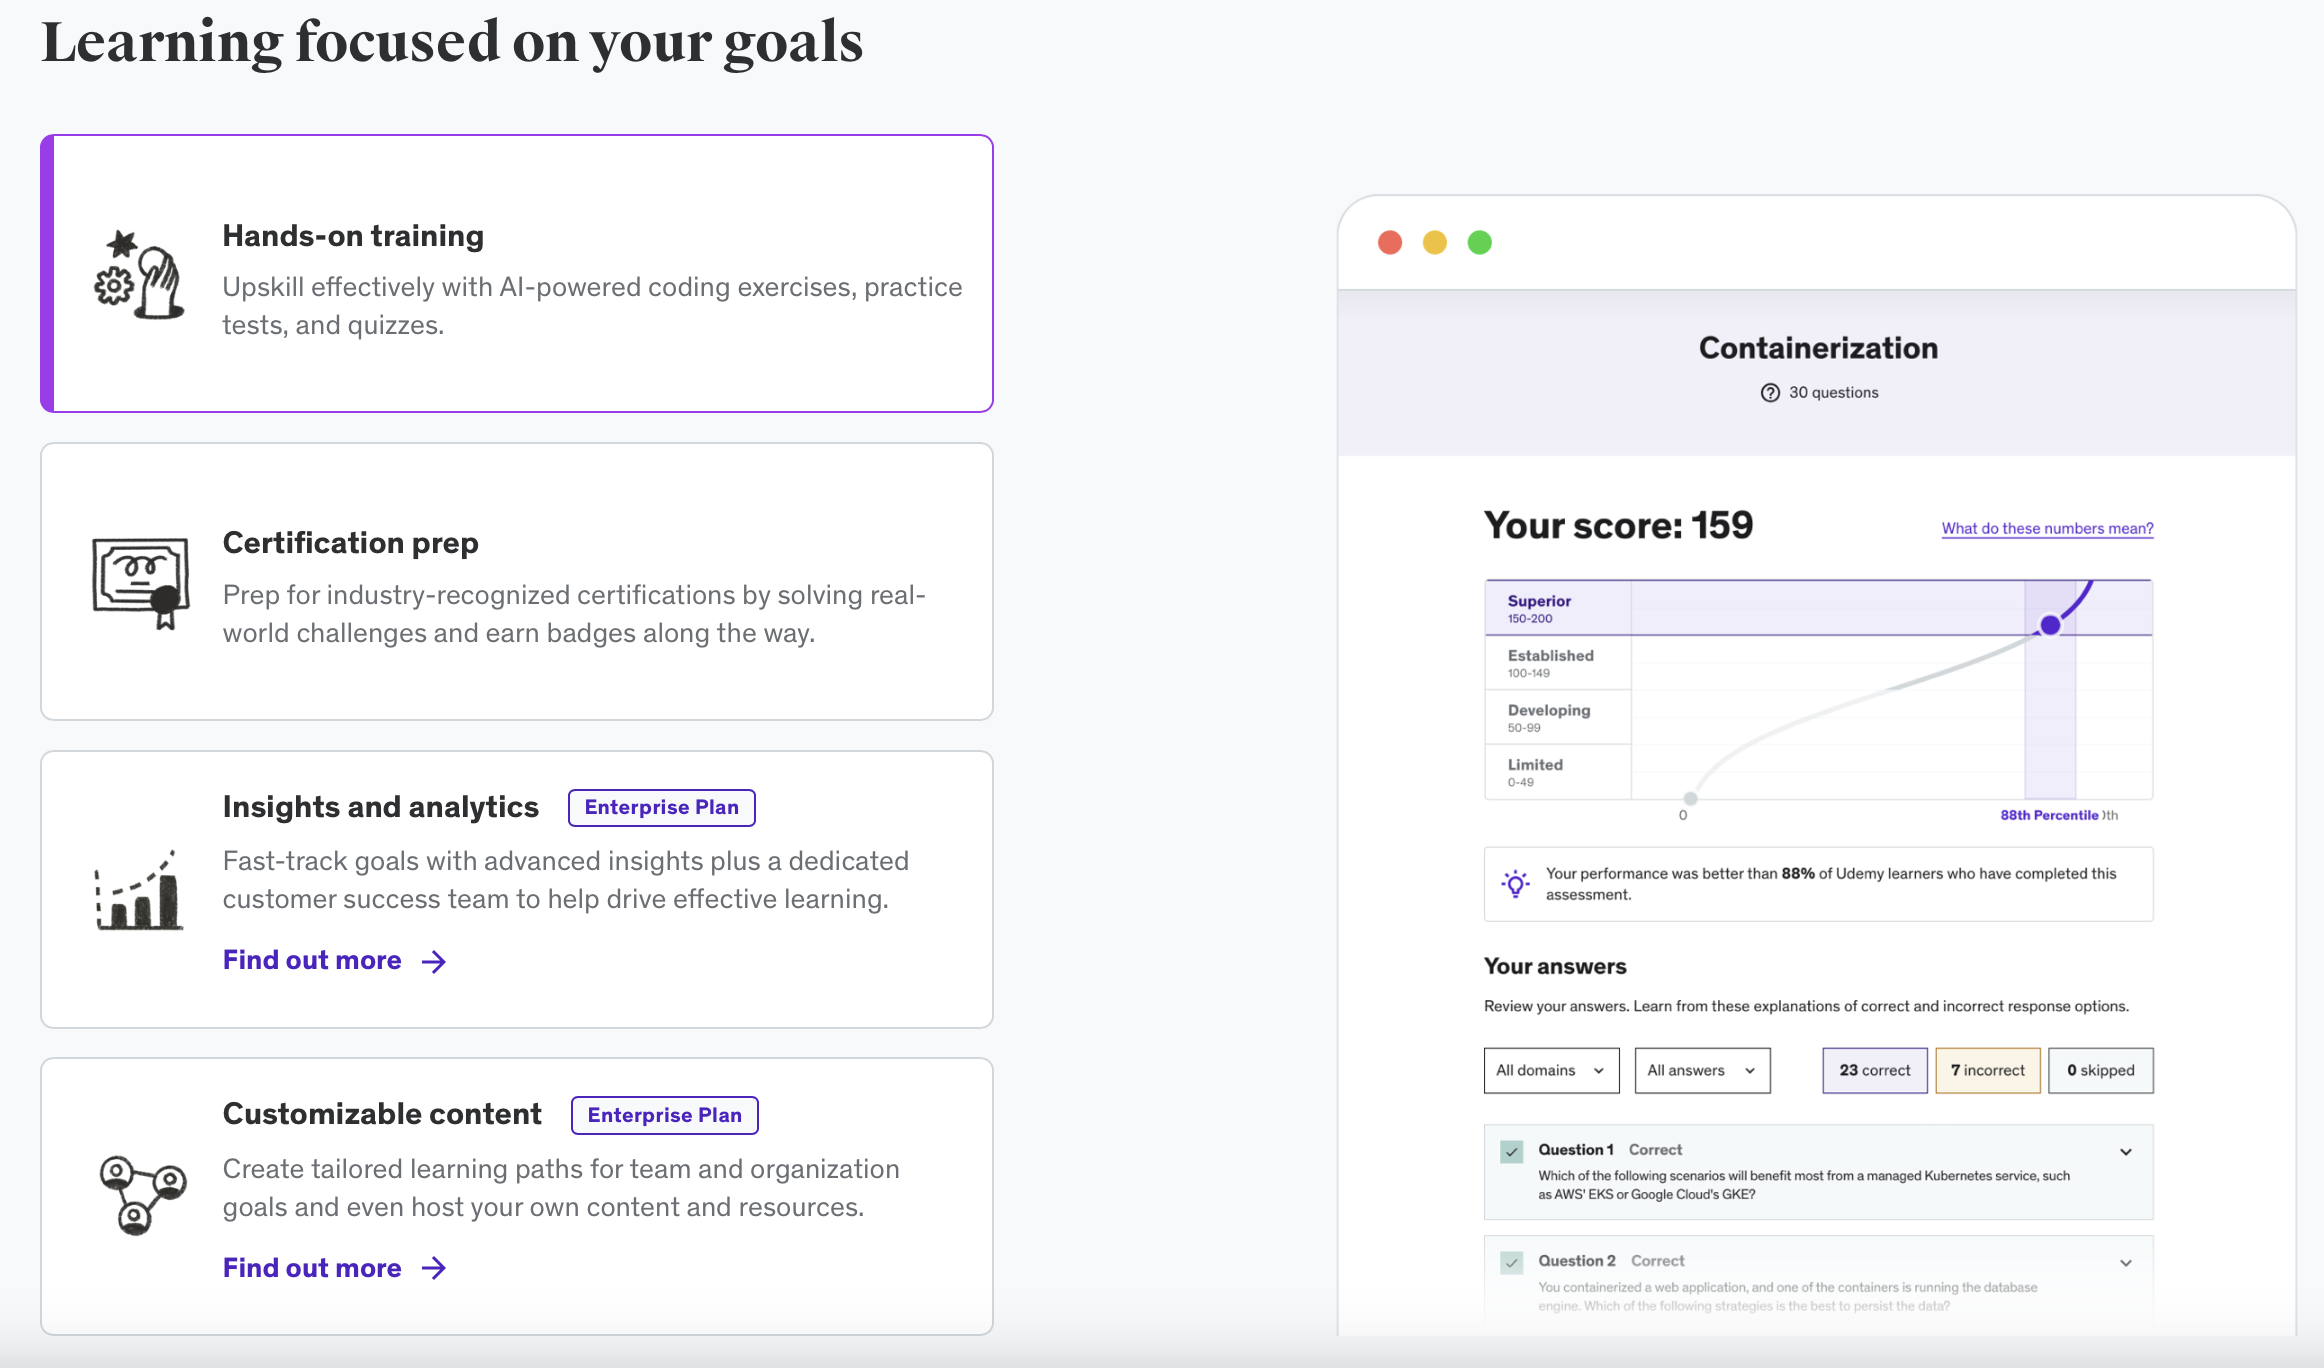 Learning focused on your goals
Hands-on training
Upskill effectively with AI-powered coding exercises, practice
tests, and quizzes.
Certification prep
Prep for industry-recognized certifications by solving real-
world challenges and earn badges along the way.
Insights and analytics
Enterprise Plan
Fast-track goals with advanced insights plus a dedicated
customer success team to help drive effective learning.
Find out more
Customizable content
Enterprise Plan
Create tailored learning paths for team and organization
goals and even host your own content and resources.
Find out more
Containerization
30 questions
Your score: 159
What do these numbers mean?
Superior
150-200
Established
100-149
Developing
50-99
Limited
0-49
0
88th Percentile
Your performance was better than 88% of Udemy learners who have completed this
assessment.
Your answers
Review your answers. Learn from these explanations of correct and incorrect response options.
All domains
All answers
23 correct
7 incorrect
0 skipped
Question 1 Correct
Which of the following scenarios will benefit most from a managed Kubernetes service, such
as AWS' EKS or Google Cloud's GKE?
Question 2 Correct
You containerized a web application, and one of the containers is running the database
engine. Which of the following strategies is the best to persist the data?